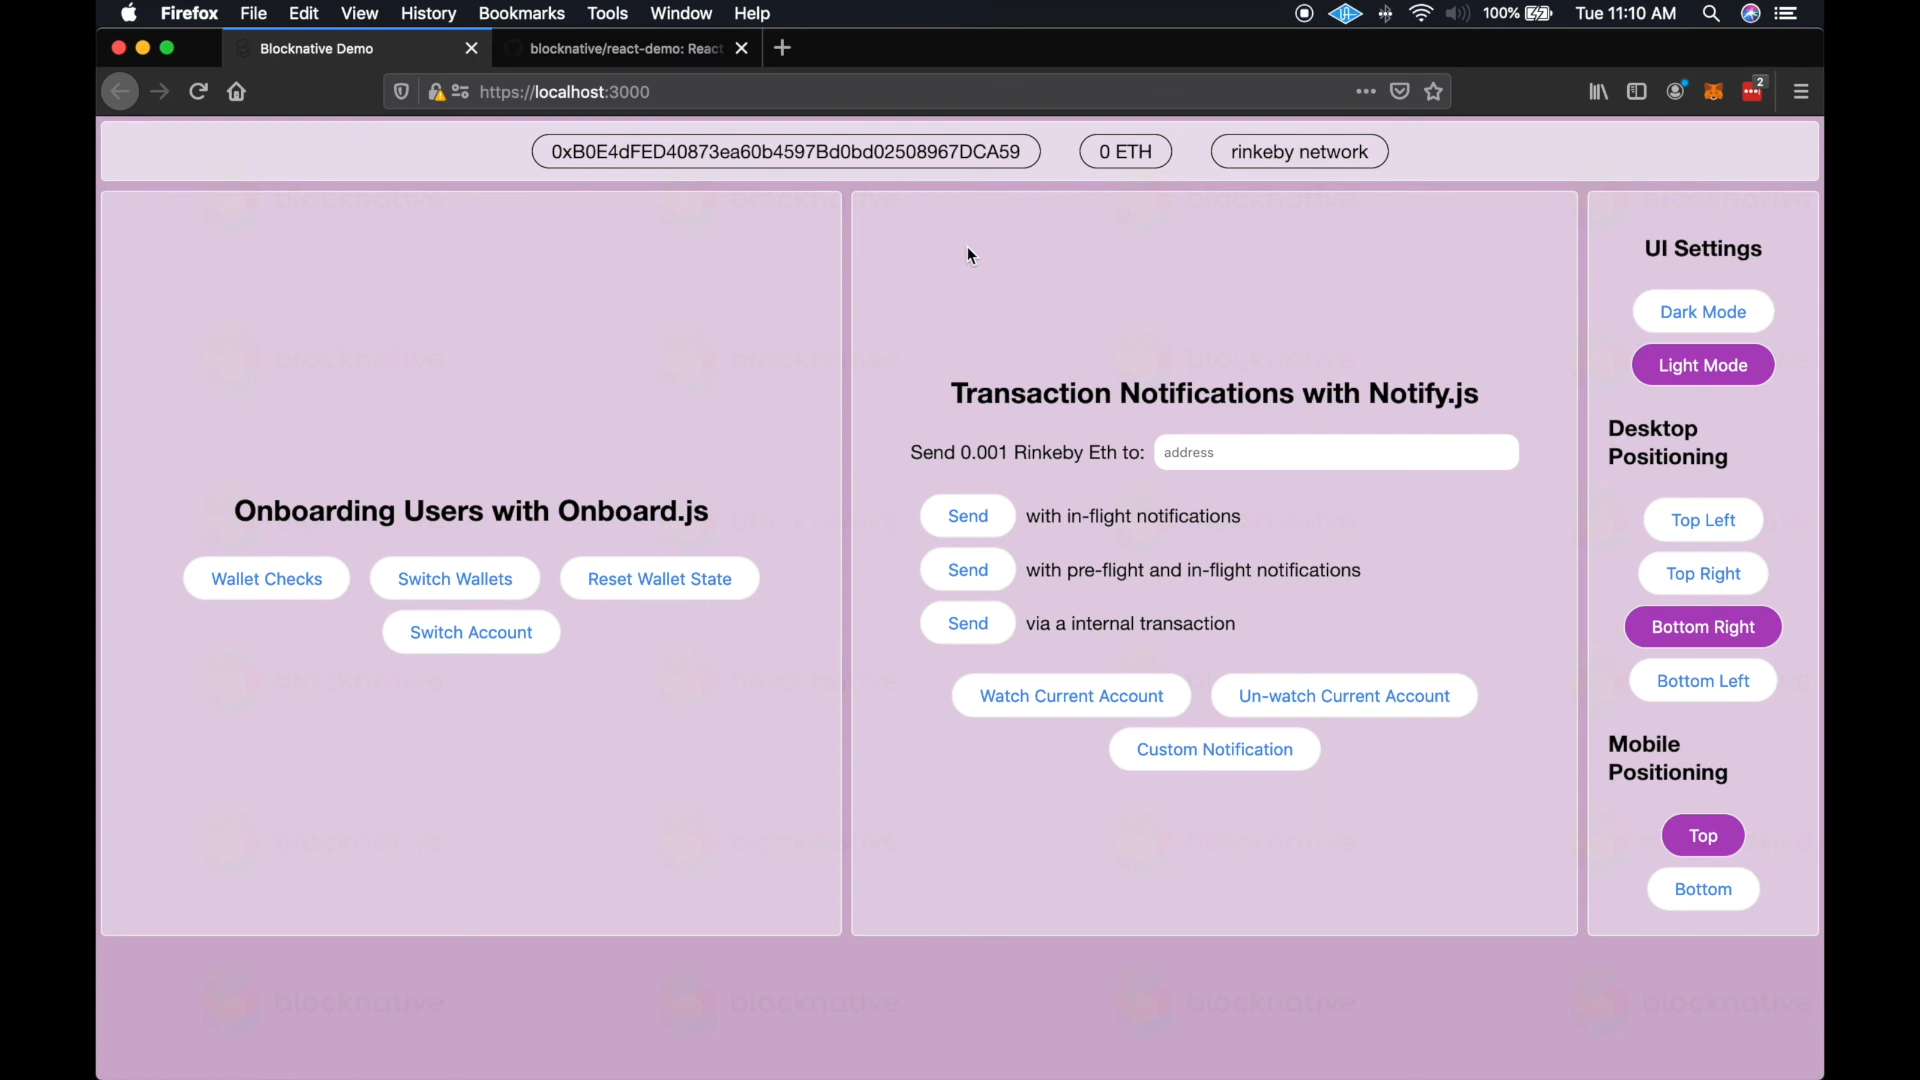 Firefox File Edit View History Bookmarks Tools Window Help 100% Tue 11:10 AM
Blocknative Demo
blocknative/react-demo: React
https://localhost:3000
2
0xB0E4dFED40873ea60b4597Bd0bd02508967DCA59
0 ETH
rinkeby network
Onboarding Users with Onboard.js
Wallet Checks
Switch Wallets
Reset Wallet State
Switch Account
Transaction Notifications with Notify.js
Send 0.001 Rinkeby Eth to: address
Send with in-flight notifications
Send with pre-flight and in-flight notifications
Send via a internal transaction
Watch Current Account
Un-watch Current Account
Custom Notification
UI Settings
Dark Mode
Light Mode
Desktop
Positioning
Top Left
Top Right
Bottom Right
Bottom Left
Mobile
Positioning
Top
Bottom
blocknative blocknative blocknative blocknative